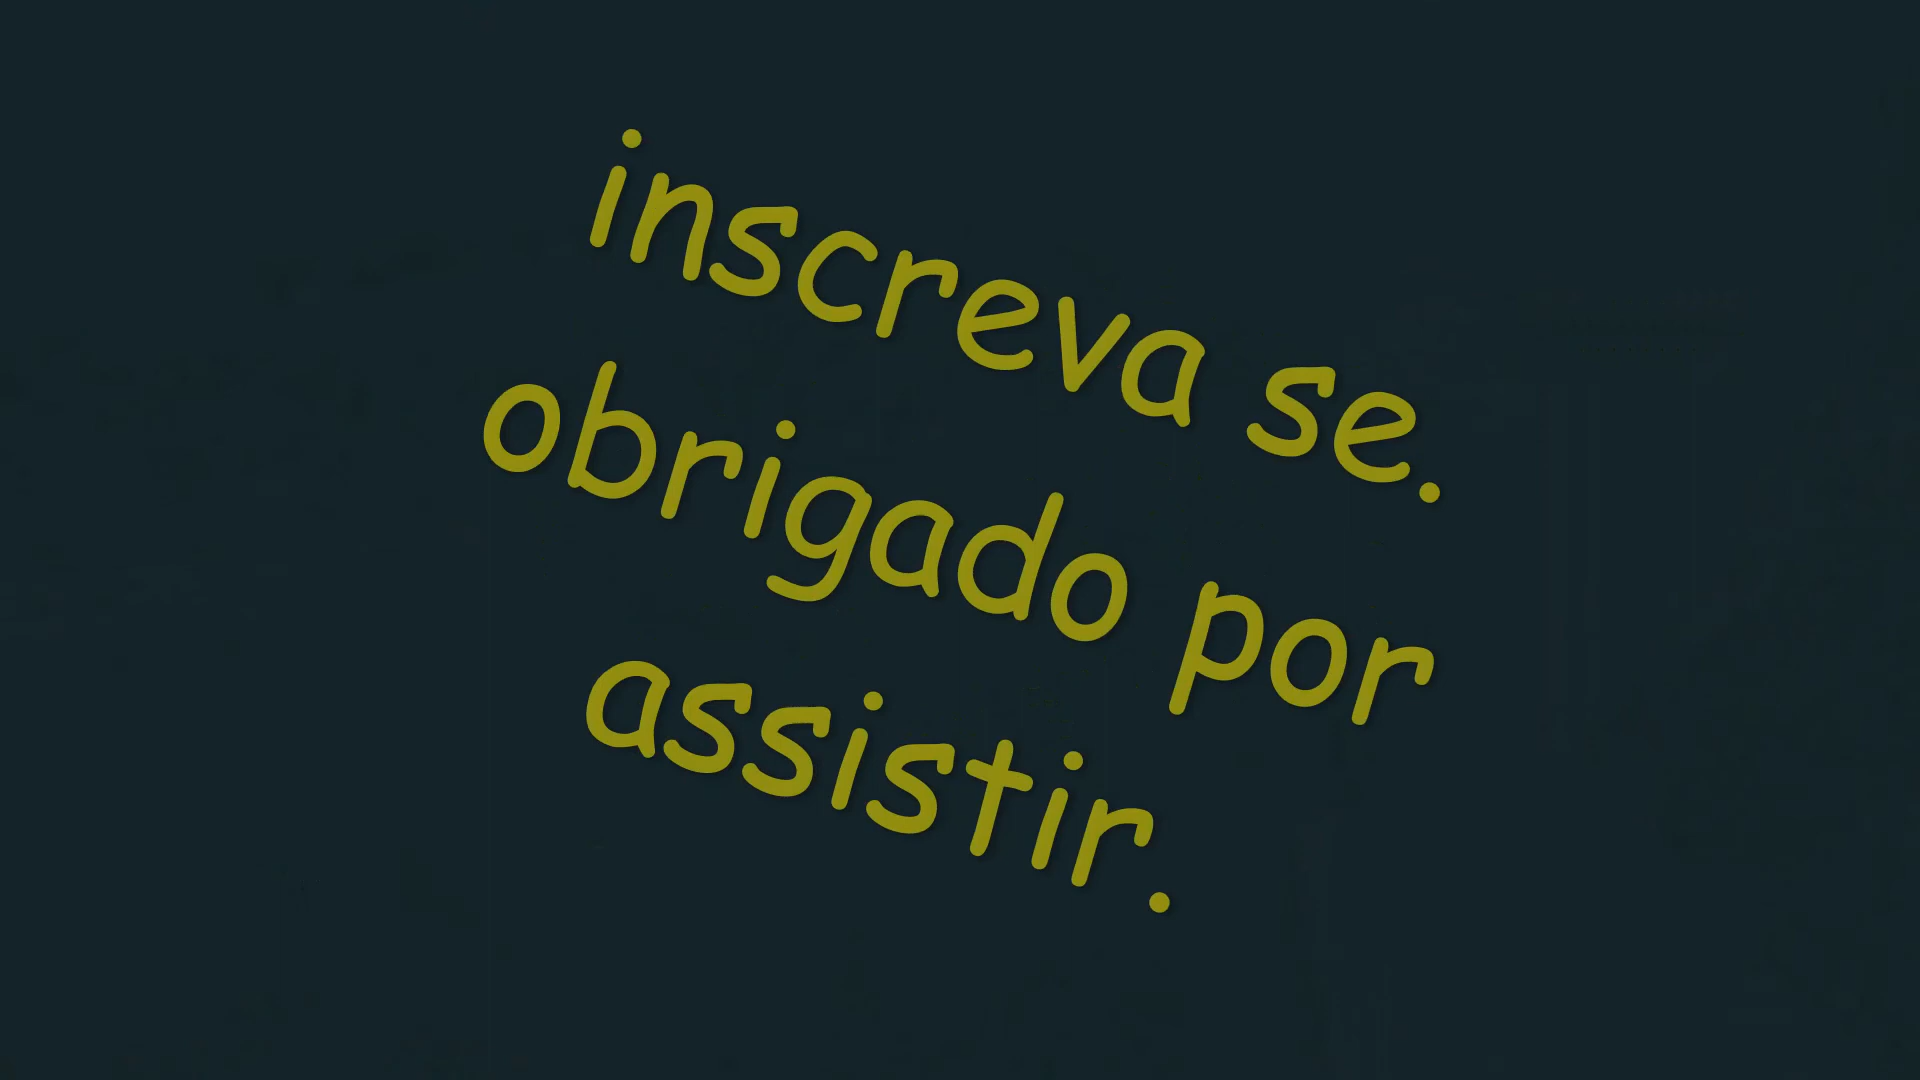 inscreva se.
obrigado por
assistir.